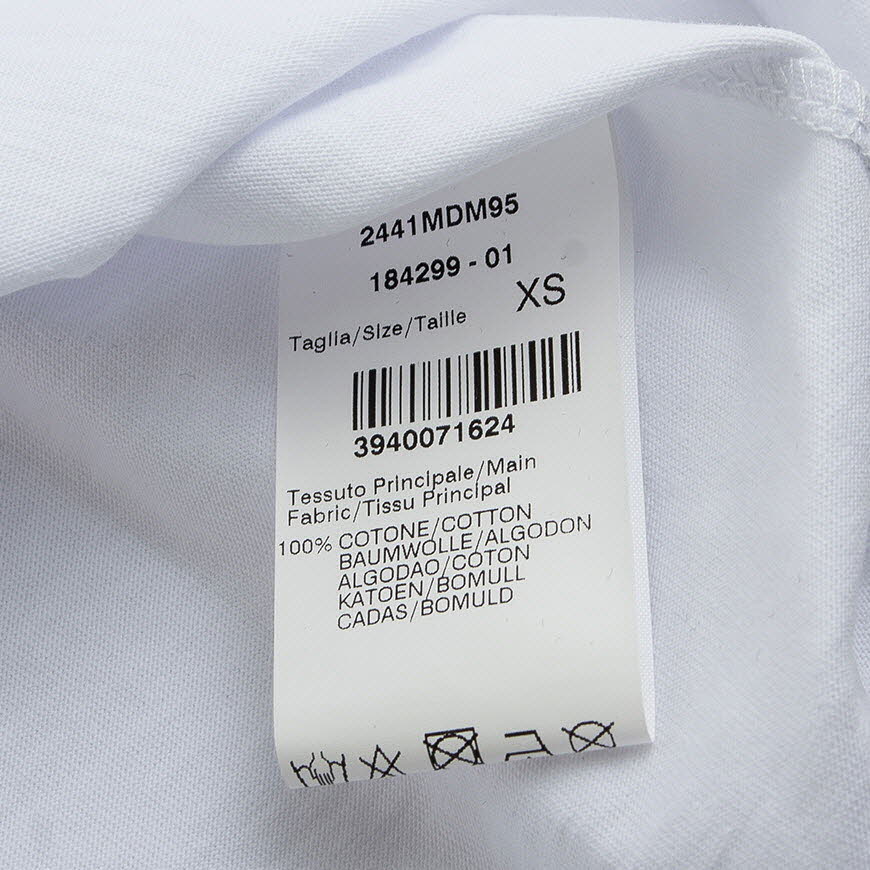 2441MDM95
184299 - 01
Taglia/Size/Taille XS
3940071624
Tessuto Principale/Main
Fabric/Tissu Principal
100% COTONE/COTTON
BAUMWOLLE/ALGODON
ALGODAO/COTON
KATOEN/BOMULL
CADAS/BOMULD